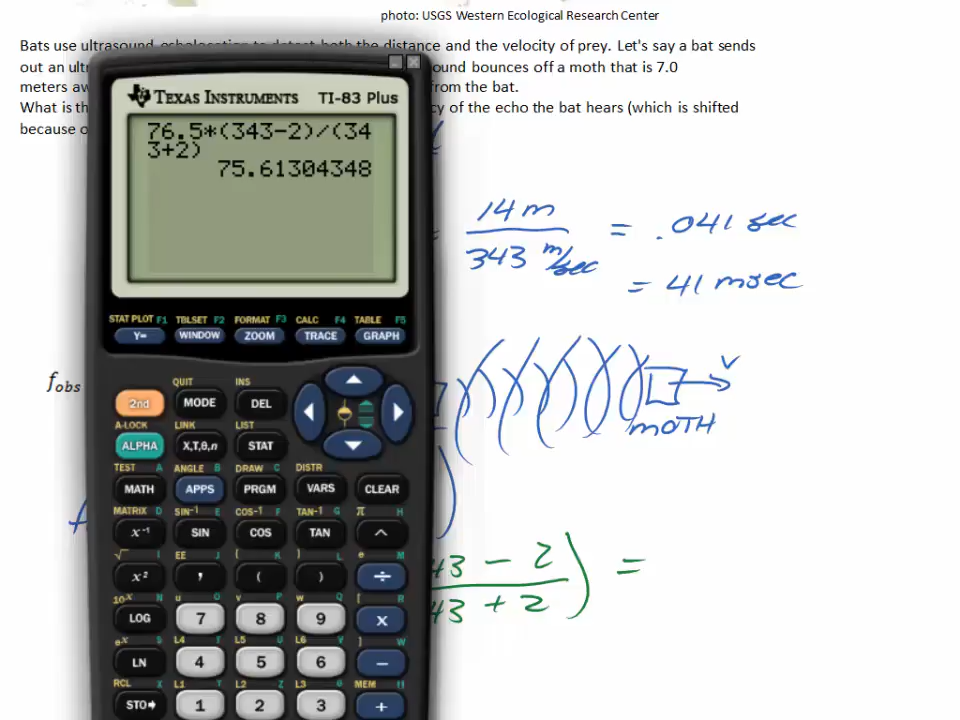 photo: USGS Western Ecological Research Center
Bats use ultrasound echolocation to detect both the distance and the velocity of prey. Let's say a bat sends
out an ult ound bounces off a moth that is 7.0
meters aw from the bat.
What is th cy of the echo the bat hears (which is shifted
because o
TEXAS INSTRUMENTS TI-83 Plus
76.5*(343-2)/(34
3+2)
75.61304348
14 m
= .041 sec
343 m/sec
= 41 msec
STAT PLOT F1 TBLSET F2 FORMAT F3 CALC F4 TABLE F5
Y= WINDOW ZOOM TRACE GRAPH
v
fobs
MOTH
QUIT INS
2nd MODE DEL
A-LOCK LINK LIST
ALPHA X,T,θ,n STAT
TEST A ANGLE B DRAW C DISTR
MATH APPS PRGM VARS CLEAR
MATRIX D SIN⁻¹ E COS⁻¹ F TAN⁻¹ G π H
x⁻¹ SIN COS TAN ^
√ I EE J { K } L e M
x² , ( ) ÷
43 − 2
=
43 + 2
10ˣ N u O v P w Q [ R
LOG 7 8 9 x
eˣ S L4 T L5 U L6 V ] W
LN 4 5 6 −
RCL X L1 Y L2 Z L3 θ MEM "
STO➔ 1 2 3 +